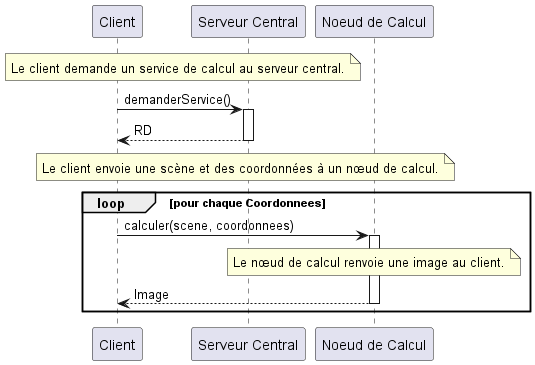 Client
Serveur Central
Noeud de Calcul
Le client demande un service de calcul au serveur central.
demanderService()
RD
Le client envoie une scène et des coordonnées à un nœud de calcul.
loop [pour chaque Coordonnees]
calculer(scene, coordonnees)
Le nœud de calcul renvoie une image au client.
Image
Client
Serveur Central
Noeud de Calcul